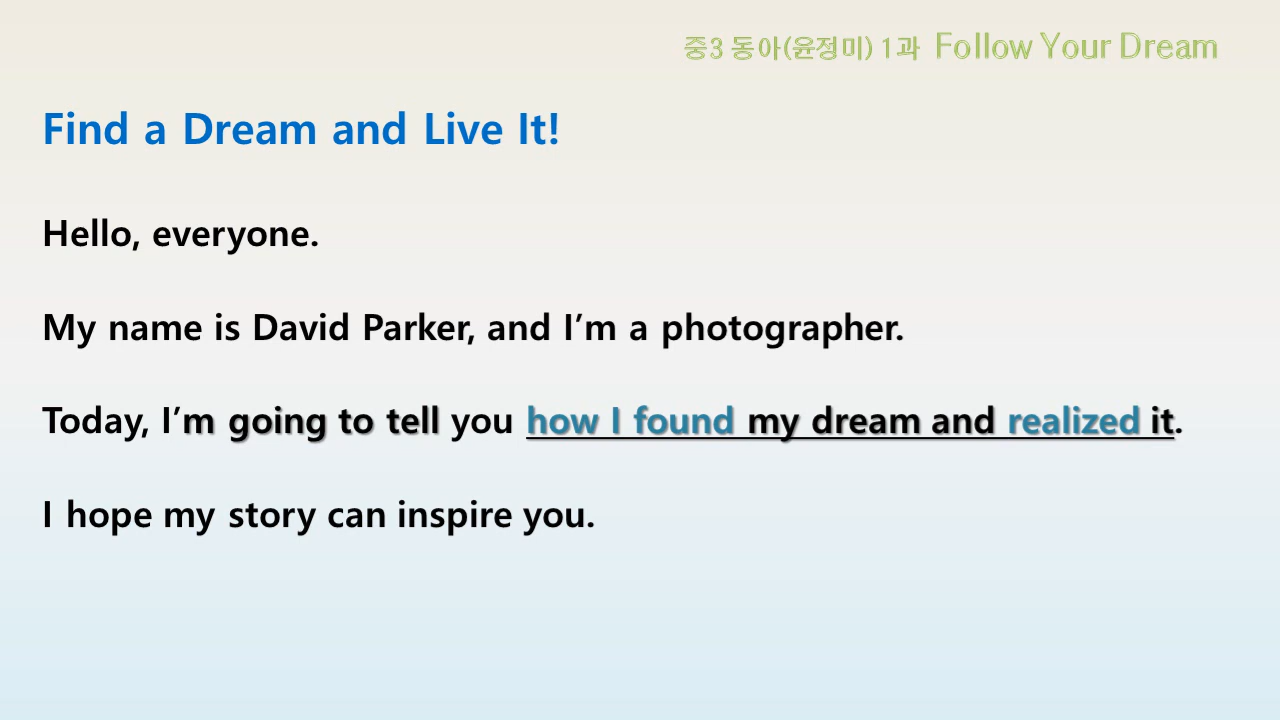 중3 동아(윤정미) 1과 Follow Your Dream
Find a Dream and Live It!
Hello, everyone.
My name is David Parker, and I’m a photographer.
Today, I’m going to tell you how I found my dream and realized it.
I hope my story can inspire you.